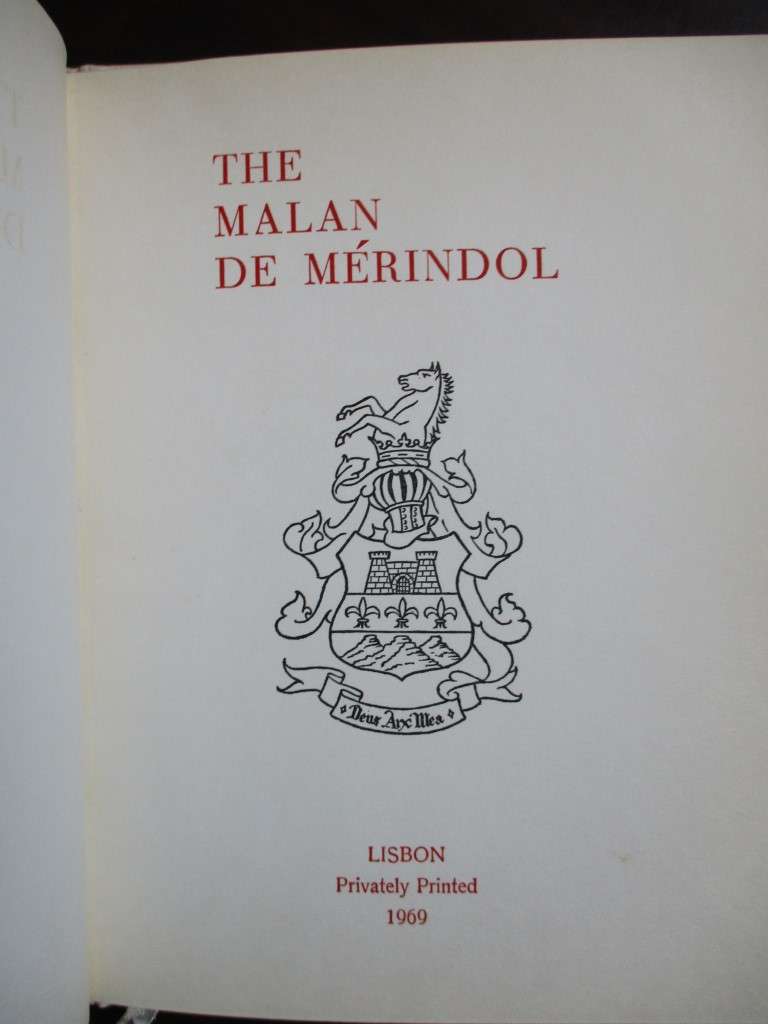 THE
MALAN
DE MÉRINDOL
Deus Arx Mea
LISBON
Privately Printed
1969